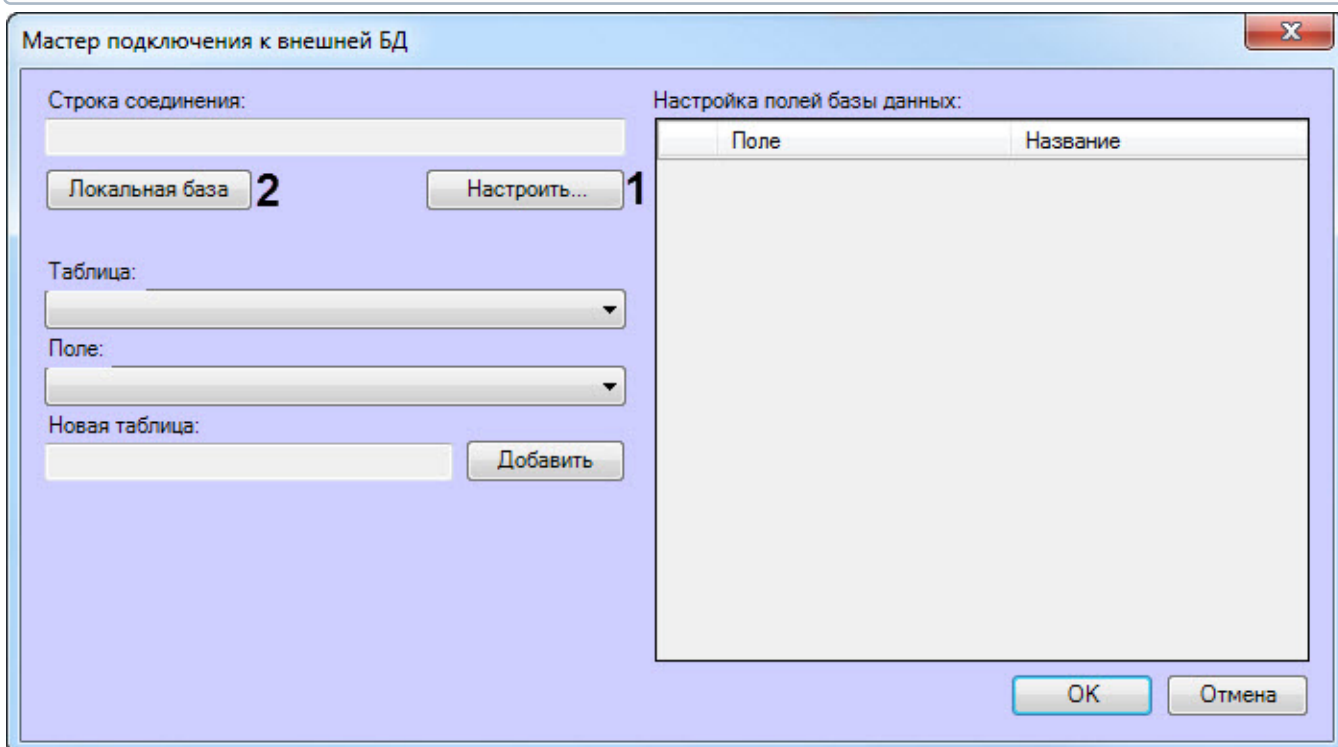 Мастер подключения к внешней БД
x
Строка соединения:
Локальная база 2
Настроить... 1
Таблица:
Поле:
Новая таблица:
Добавить
Настройка полей базы данных:
Поле Название
OK Отмена